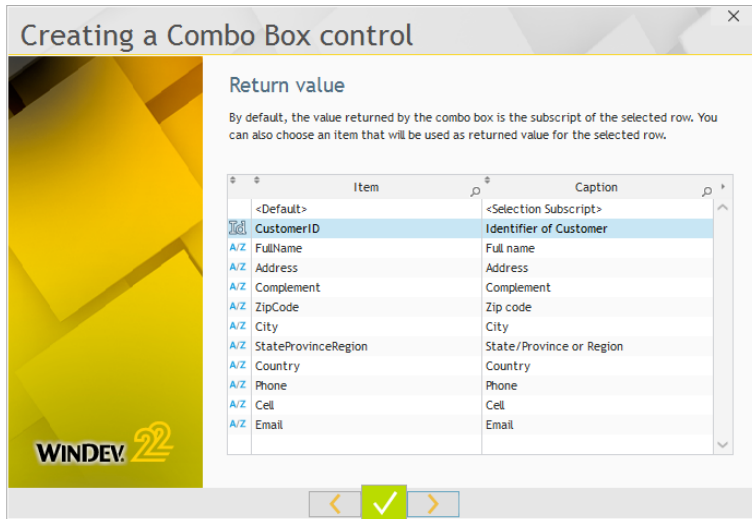 Creating a Combo Box control
Return value
By default, the value returned by the combo box is the subscript of the selected row. You
can also choose an item that will be used as returned value for the selected row.
Item Caption
<Default> <Selection Subscript>
Id CustomerID Identifier of Customer
A/Z FullName Full name
A/Z Address Address
A/Z Complement Complement
A/Z ZipCode Zip code
A/Z City City
A/Z StateProvinceRegion State/Province or Region
A/Z Country Country
A/Z Phone Phone
A/Z Cell Cell
A/Z Email Email
WINDEV. 22